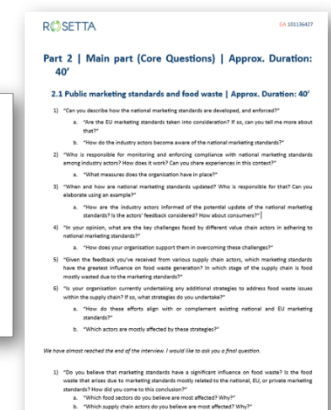 ROSETTA
GA 101136427
Part 2 | Main part (Core Questions) | Approx. Duration:
40’
2.1 Public marketing standards and food waste | Approx. Duration: 40’
1) “Can you describe how the national marketing standards are developed, and enforced?”
a. “Are the EU marketing standards taken into consideration? If so, can you tell me more about
that?”
b. “How do the industry actors become aware of the national marketing standards?”
2) “Who is responsible for monitoring and enforcing compliance with national marketing standards
among industry actors? How does it work? Can you share experiences in this context?”
a. “What measures does the organisation have in place?”
3) “When and how are national marketing standards updated? Who is responsible for that? Can you
elaborate using an example?”
a. “How are the industry actors informed of the potential update of the national marketing
standards? Is the actors’ feedback considered? How about consumers?”
4) “In your opinion, what are the key challenges faced by different value chain actors in adhering to
national marketing standards?”
a. “How does your organisation support them in overcoming these challenges?”
5) “Given the feedback you’ve received from various supply chain actors, which marketing standards
have the greatest influence on food waste generation? In which stage of the supply chain is food
mostly wasted due to the marketing standards?”
6) “Is your organisation currently undertaking any additional strategies to address food waste issues
within the supply chain? If so, what strategies do you undertake?”
a. “How do these efforts align with or complement existing national and EU marketing
standards?”
b. “Which actors are mostly affected by these strategies?”
We have almost reached the end of the interview. I would like to ask you a final question.
1) “Do you believe that marketing standards have a significant influence on food waste? Is the food
waste that arises due to marketing standards mostly related to the national, EU, or private marketing
standards? How did you come to this conclusion?”
a. “Which food sectors do you believe are most affected? Why?”
b. “Which supply chain actors do you believe are most affected? Why?”